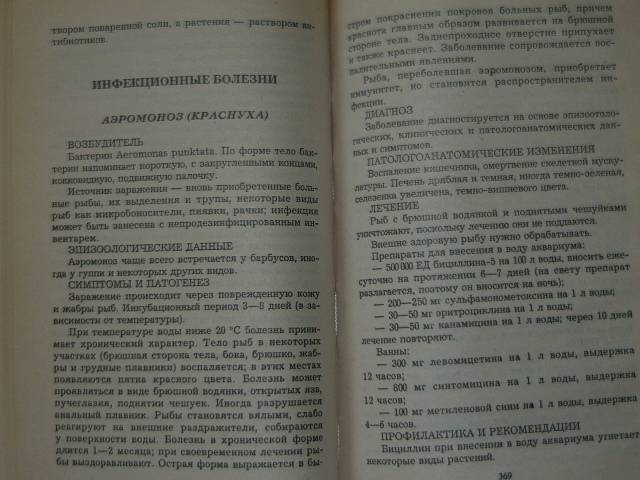 твором поваренной соли, а растения — раствором ан-
тибиотиков.
ИНФЕКЦИОННЫЕ БОЛЕЗНИ
АЭРОМОНОЗ (КРАСНУХА)
ВОЗБУДИТЕЛЬ
Бактерии Aeromonas punktata. По форме тело бак-
терии напоминает короткую, с закругленными концами,
кокковидную, подвижную палочку.
Источник заражения — вновь приобретенные боль-
ные рыбы, их выделения и трупы, некоторые виды
рыб как микробоносители, пиявки, рачки; инфекция
может быть занесена с непродезинфицированным ин-
вентарем.
ЭПИЗООЛОГИЧЕСКИЕ ДАННЫЕ
Аэромоноз чаще всего встречается у барбусов, ино-
гда у гуппи и некоторых других видов.
СИМПТОМЫ И ПАТОГЕНЕЗ
Заражение происходит через поврежденную кожу
и жабры рыб. Инкубационный период 3—8 дней (в за-
висимости от температуры).
При температуре воды ниже 20 °С болезнь прини-
мает хронический характер. Тело рыб в некоторых
участках (брюшная сторона тела, бока, брюшко, жаб-
ры и грудные плавники) воспаляется; в этих местах
появляются пятна красного цвета. Болезнь может
проявляться в виде брюшной водянки, открытых язв,
пучеглазия, поднятии чешуек. Иногда разрушается
анальный плавник. Рыбы становятся вялыми, слабо
реагируют на внешние раздражители, собираются
у поверхности воды. Болезнь в хронической форме
длится 1—2 месяца; при своевременном лечении ры-
бы выздоравливают. Острая форма выражается в бы-
стром покраснении покровов больных рыб, причем
краснота главным образом развивается на брюшной
стороне тела. Заднепроходное отверстие припухает
и также краснеет. Заболевание сопровождается вос-
палительными явлениями.
Рыба, переболевшая аэромонозом, приобретает
иммунитет, но становится распространителем ин-
фекции.
ДИАГНОЗ
Заболевание диагностируется на основе эпизоотоло-
гических, клинических и патологоанатомических дан-
ных и симптомов.
ПАТОЛОГОАНАТОМИЧЕСКИЕ ИЗМЕНЕНИЯ
Воспаление кишечника, омертвение скелетной муску-
латуры. Печень дряблая и темная, иногда темно-зеленая,
селезенка увеличена, темно-вишневого цвета.
ЛЕЧЕНИЕ
Рыб с брюшной водянкой и поднятыми чешуйками
уничтожают, поскольку лечению они не поддаются.
Внешне здоровую рыбу нужно обрабатывать.
Препараты для внесения в воду аквариума:
— 500 000 ЕД бициллина-5 на 100 л воды, вносить еже-
суточно на протяжении 6—7 дней (на свету препарат
разлагается, поэтому он вносится на ночь);
— 200—250 мг сульфамонометоксина на 1 л воды;
— 30—50 мг эритроциклина на 1 л воды;
— 30—50 мг канамицина на 1 л воды; через 10 дней
лечение повторяют.
Ванны:
— 300 мг левомицетина на 1 л воды, выдержка
12 часов;
— 800 мг синтомицина на 1 л воды, выдержка
12 часов;
— 100 мг метиленовой сини на 1 л воды, выдержка
4—6 часов.
ПРОФИЛАКТИКА И РЕКОМЕНДАЦИИ
Бициллин при внесении в воду аквариума угнетает
некоторые виды растений.
369